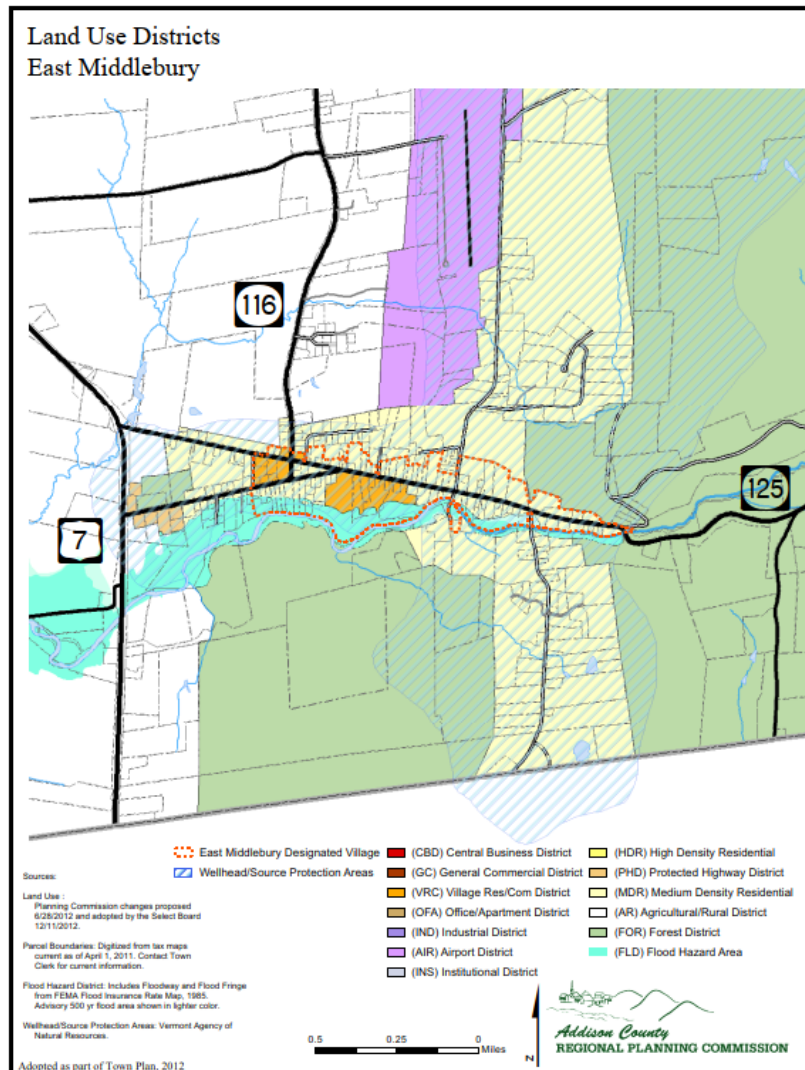 Land Use Districts
East Middlebury
116
125
7
East Middlebury Designated Village
Wellhead/Source Protection Areas
(CBD) Central Business District
(GC) General Commercial District
(VRC) Village Res/Com District
(OFA) Office/Apartment District
(IND) Industrial District
(AIR) Airport District
(INS) Institutional District
(HDR) High Density Residential
(PHD) Protected Highway District
(MDR) Medium Density Residential
(AR) Agricultural/Rural District
(FOR) Forest District
(FLD) Flood Hazard Area
Sources:
Land Use :
Planning Commission changes proposed
6/28/2012 and adopted by the Select Board
12/11/2012.
Parcel Boundaries: Digitized from tax maps
current as of April 1, 2011. Contact Town
Clerk for current information.
Flood Hazard District: Includes Floodway and Flood Fringe
from FEMA Flood Insurance Rate Map, 1985.
Advisory 500 yr flood area shown in lighter color.
Wellhead/Source Protection Areas: Vermont Agency of
Natural Resources.
Adopted as part of Town Plan, 2012
0.5 0.25 0
Miles
N
Addison County
REGIONAL PLANNING COMMISSION